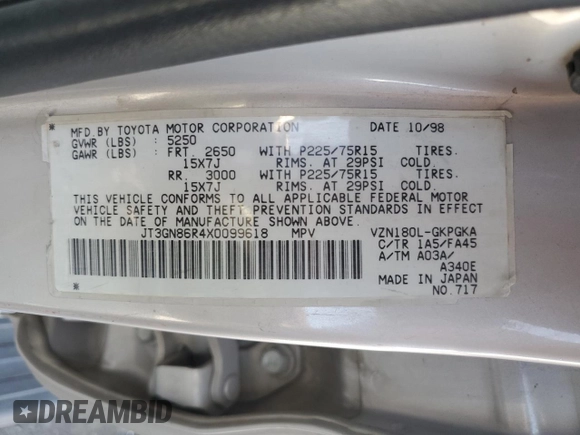 MFD. BY TOYOTA MOTOR CORPORATION DATE 10/98
GVWR (LBS) : 5250
GAWR (LBS) : FRT. 2650 WITH P225/75R15 TIRES.
15X7J RIMS. AT 29PSI COLD.
RR. 3000 WITH P225/75R15 TIRES.
15X7J RIMS. AT 29PSI COLD.
THIS VEHICLE CONFORMS TO ALL APPLICABLE FEDERAL MOTOR
VEHICLE SAFETY AND THEFT PREVENTION STANDARDS IN EFFECT
ON THE DATE OF MANUFACTURE SHOWN ABOVE.
JT3GN86R4X0099618 MPV VZN180L-GKPGKA
C/TR 1A5/FA45
A/TM A03A/
A340E
MADE IN JAPAN
NO.717
DREAMBID